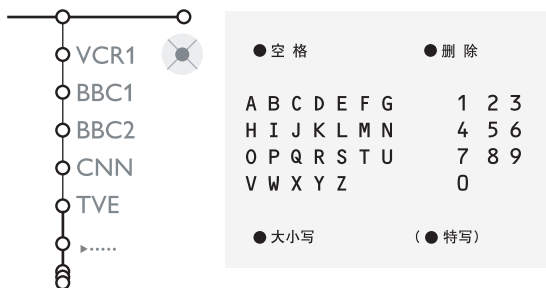 VCR1
BBC1
BBC2
CNN
TVE
▶······
●空 格 ●删 除
A B C D E F G 1 2 3
H I J K L M N 4 5 6
O P Q R S T U 7 8 9
V W X Y Z 0
●大小写 (●特写)